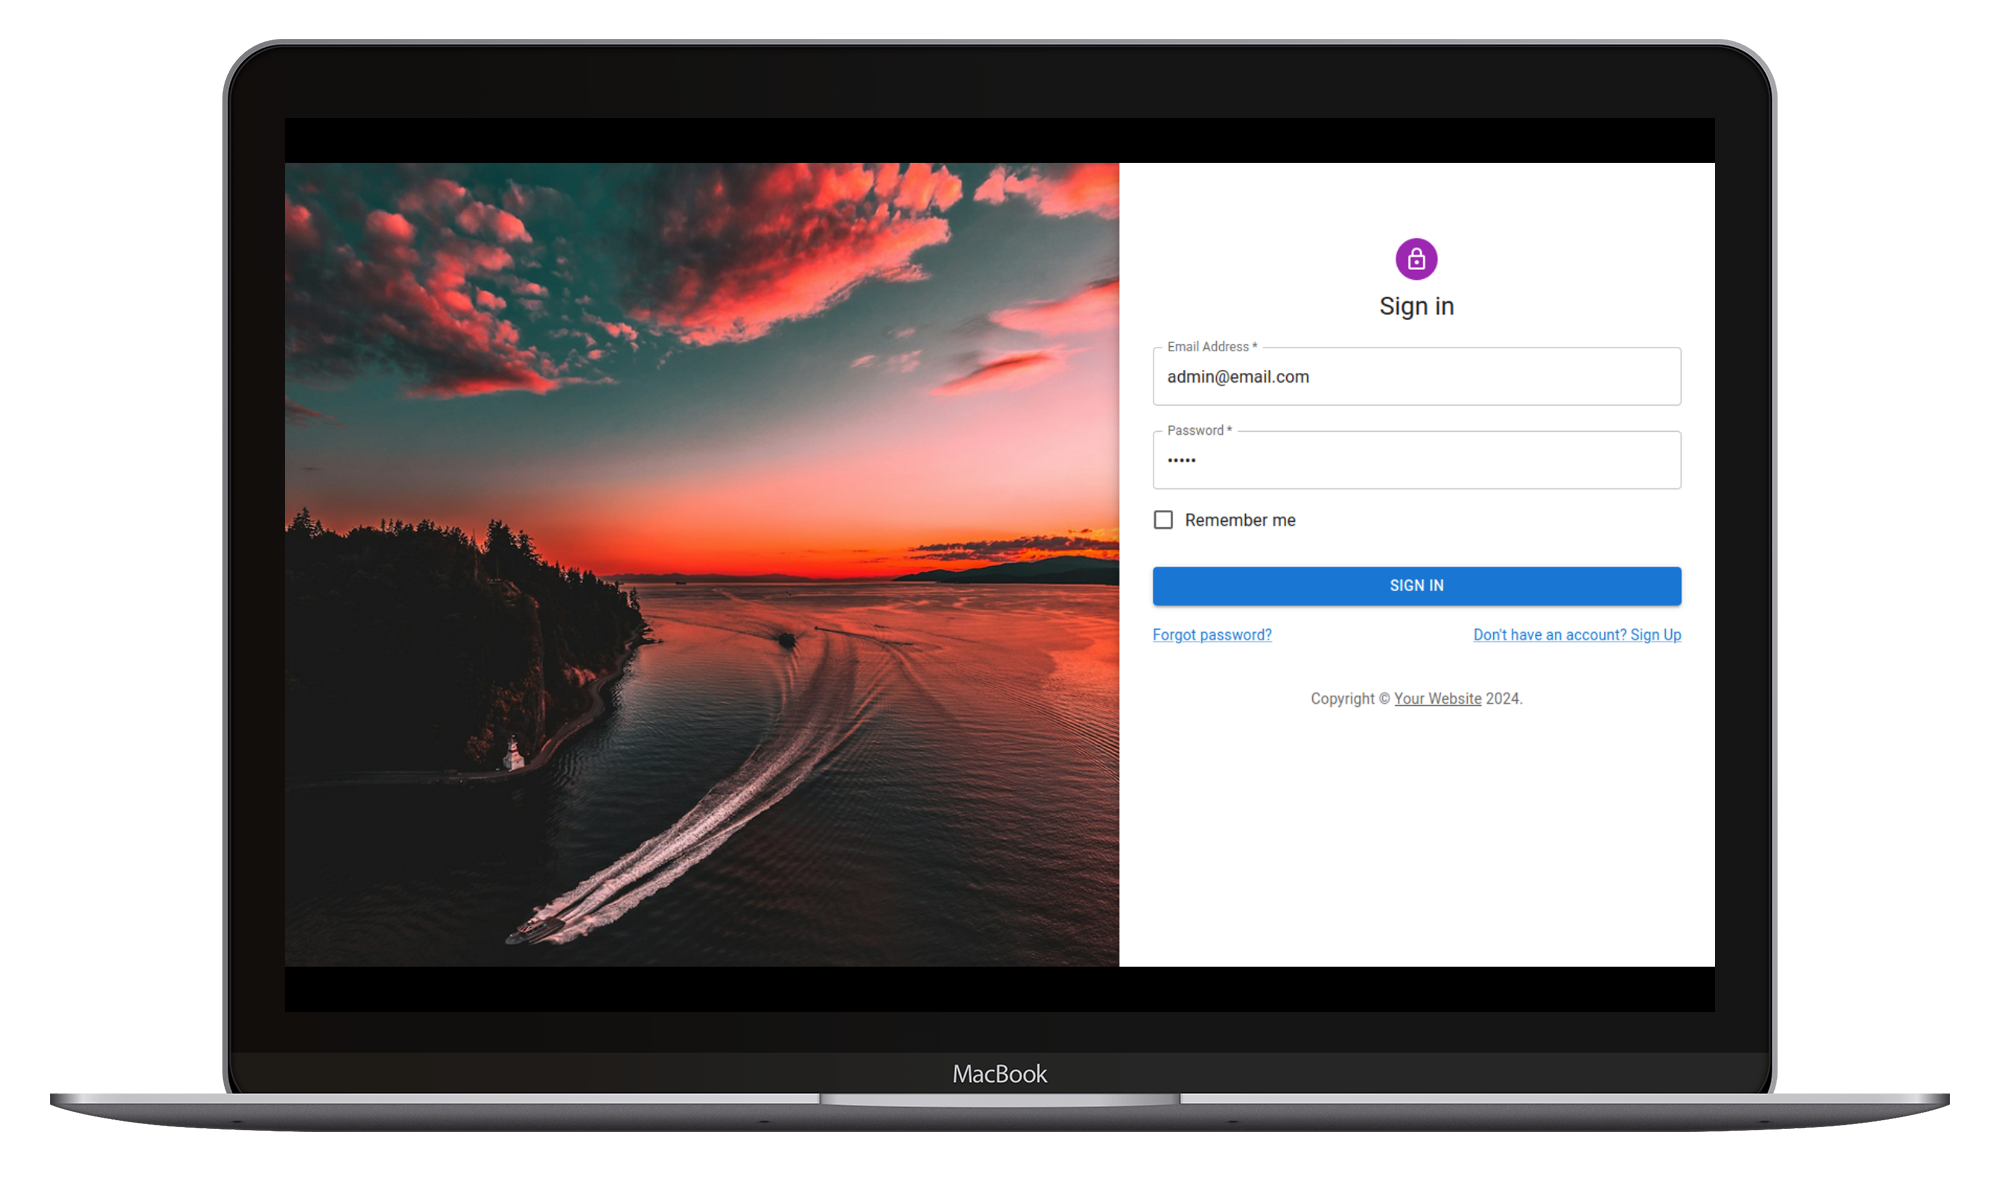 Sign in
Email Address *
admin@email.com
Password *
•••••
Remember me
SIGN IN
Forgot password? Don't have an account? Sign Up
Copyright © Your Website 2024.
MacBook